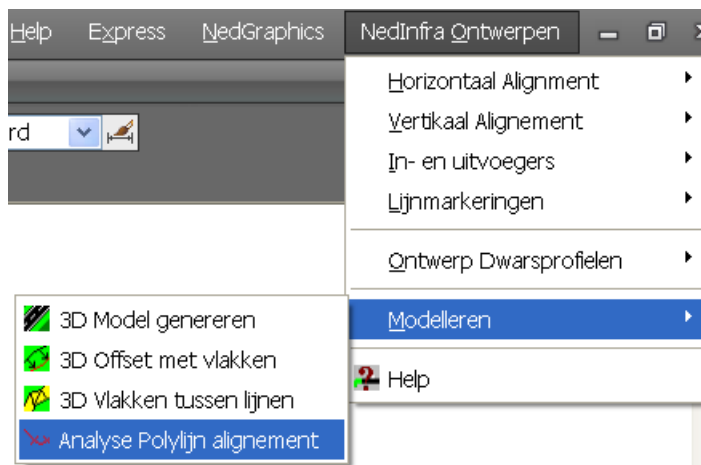 Help Express NedGraphics NedInfra Ontwerpen
rd
Horizontaal Alignment
Vertikaal Alignement
In- en uitvoegers
Lijnmarkeringen
Ontwerp Dwarsprofielen
Modelleren
Help
3D Model genereren
3D Offset met vlakken
3D Vlakken tussen lijnen
Analyse Polylijn alignement